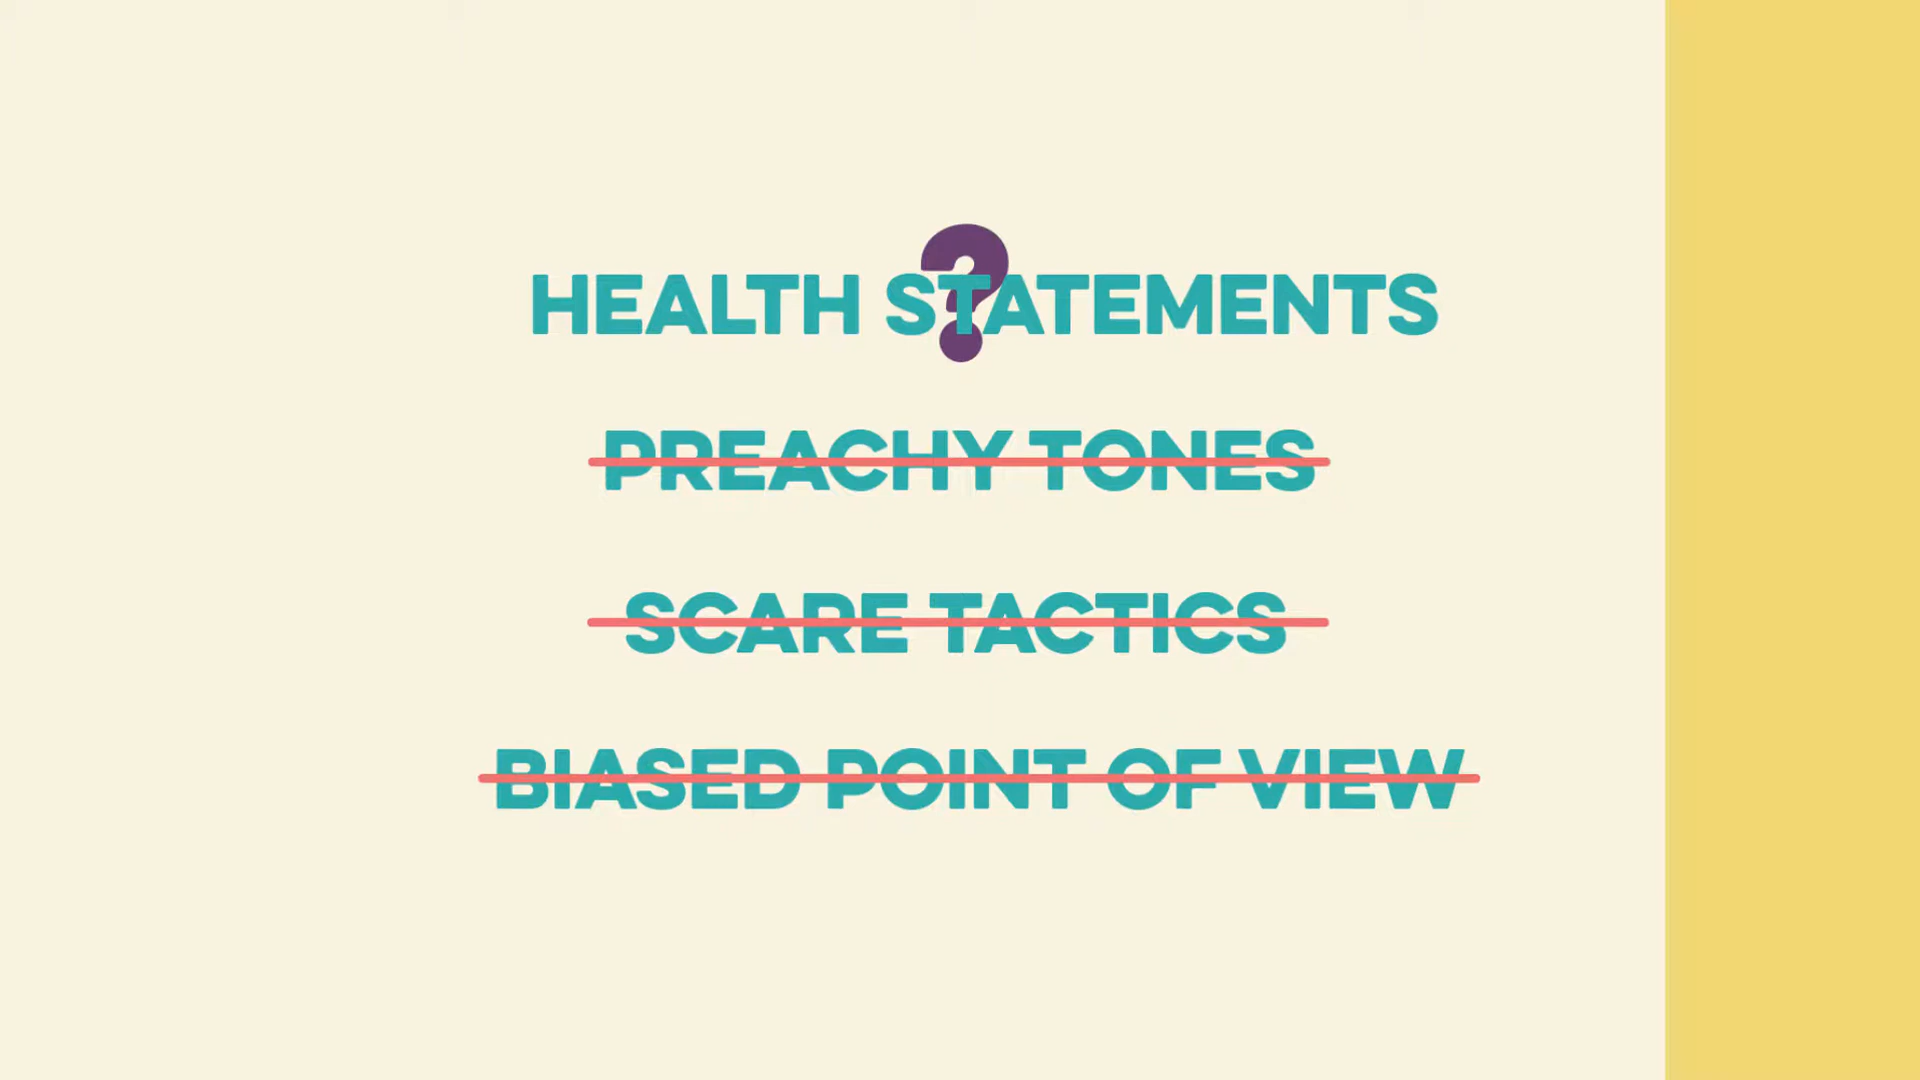 ?
HEALTH STATEMENTS
PREACHY TONES
SCARE TACTICS
BIASED POINT OF VIEW